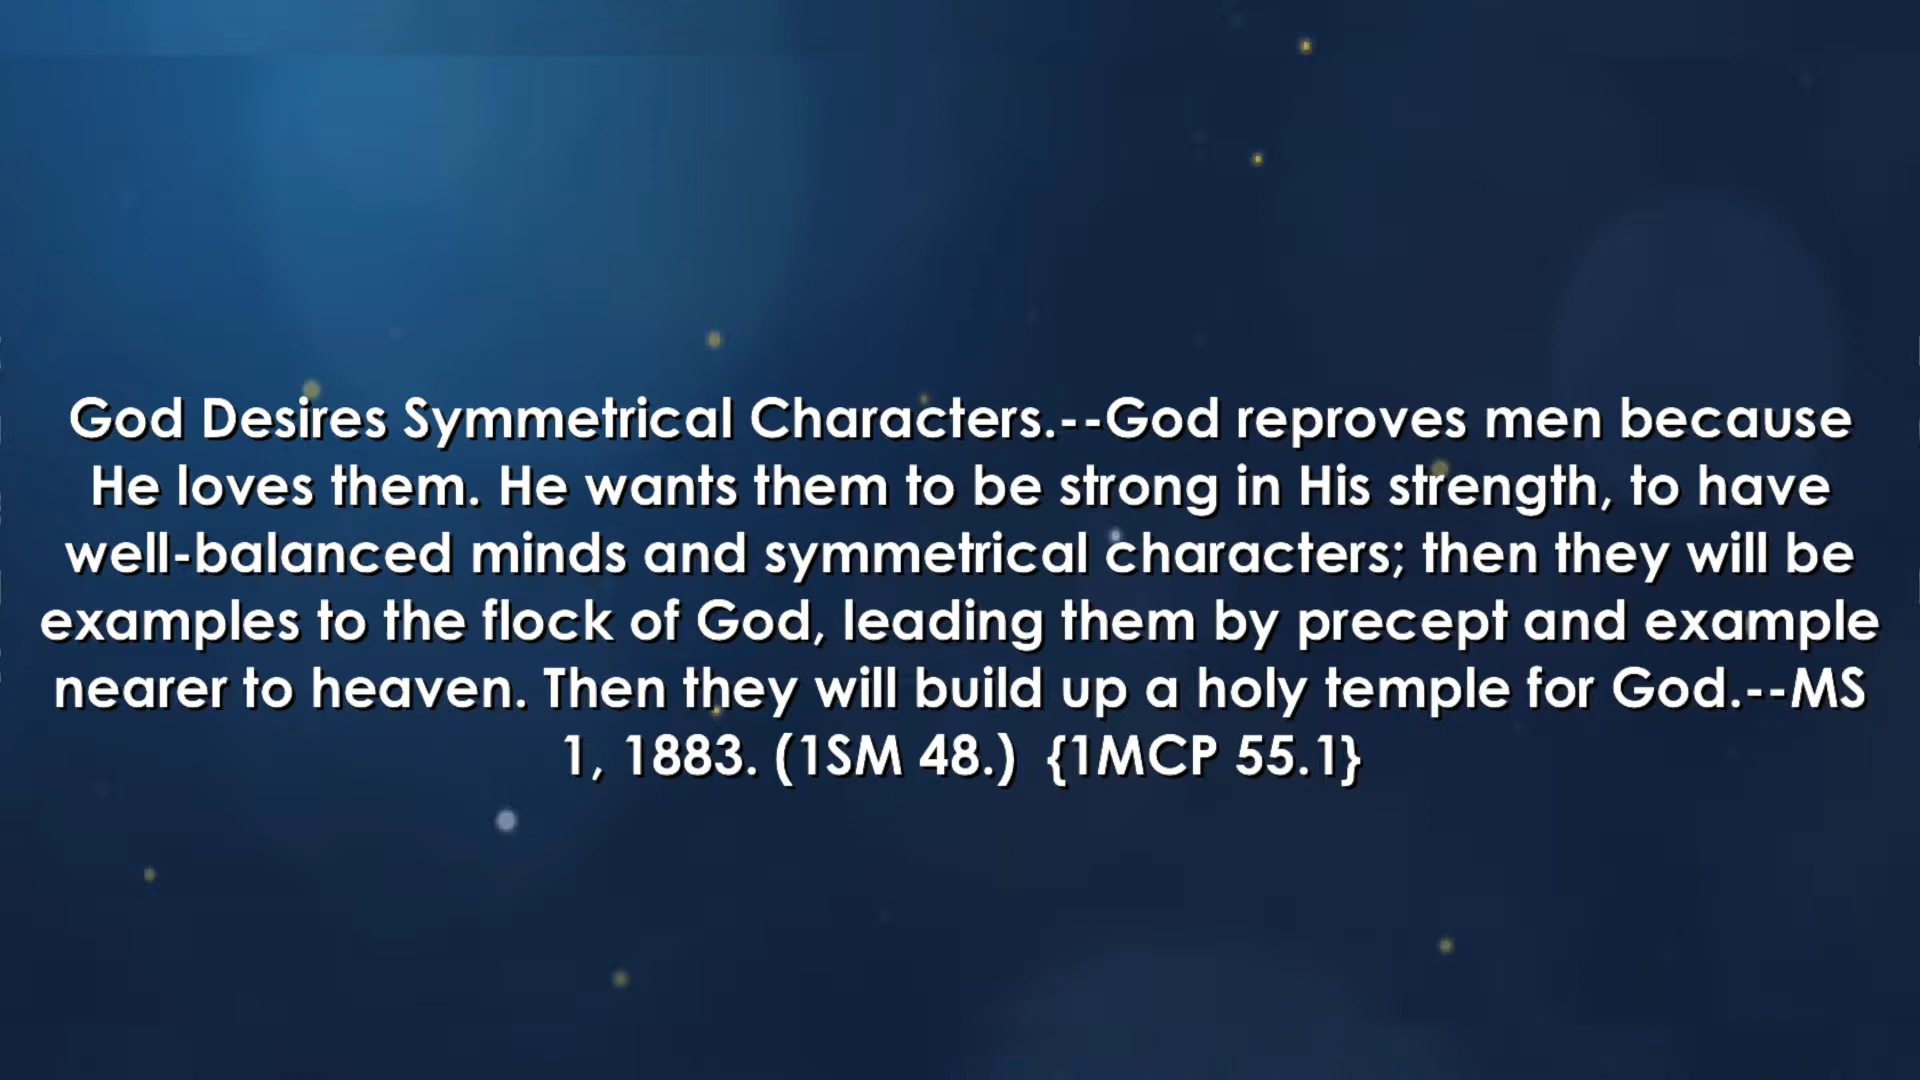 God Desires Symmetrical Characters.--God reproves men because
He loves them. He wants them to be strong in His strength, to have
well-balanced minds and symmetrical characters; then they will be
examples to the flock of God, leading them by precept and example
nearer to heaven. Then they will build up a holy temple for God.--MS
1, 1883. (1SM 48.)  {1MCP 55.1}